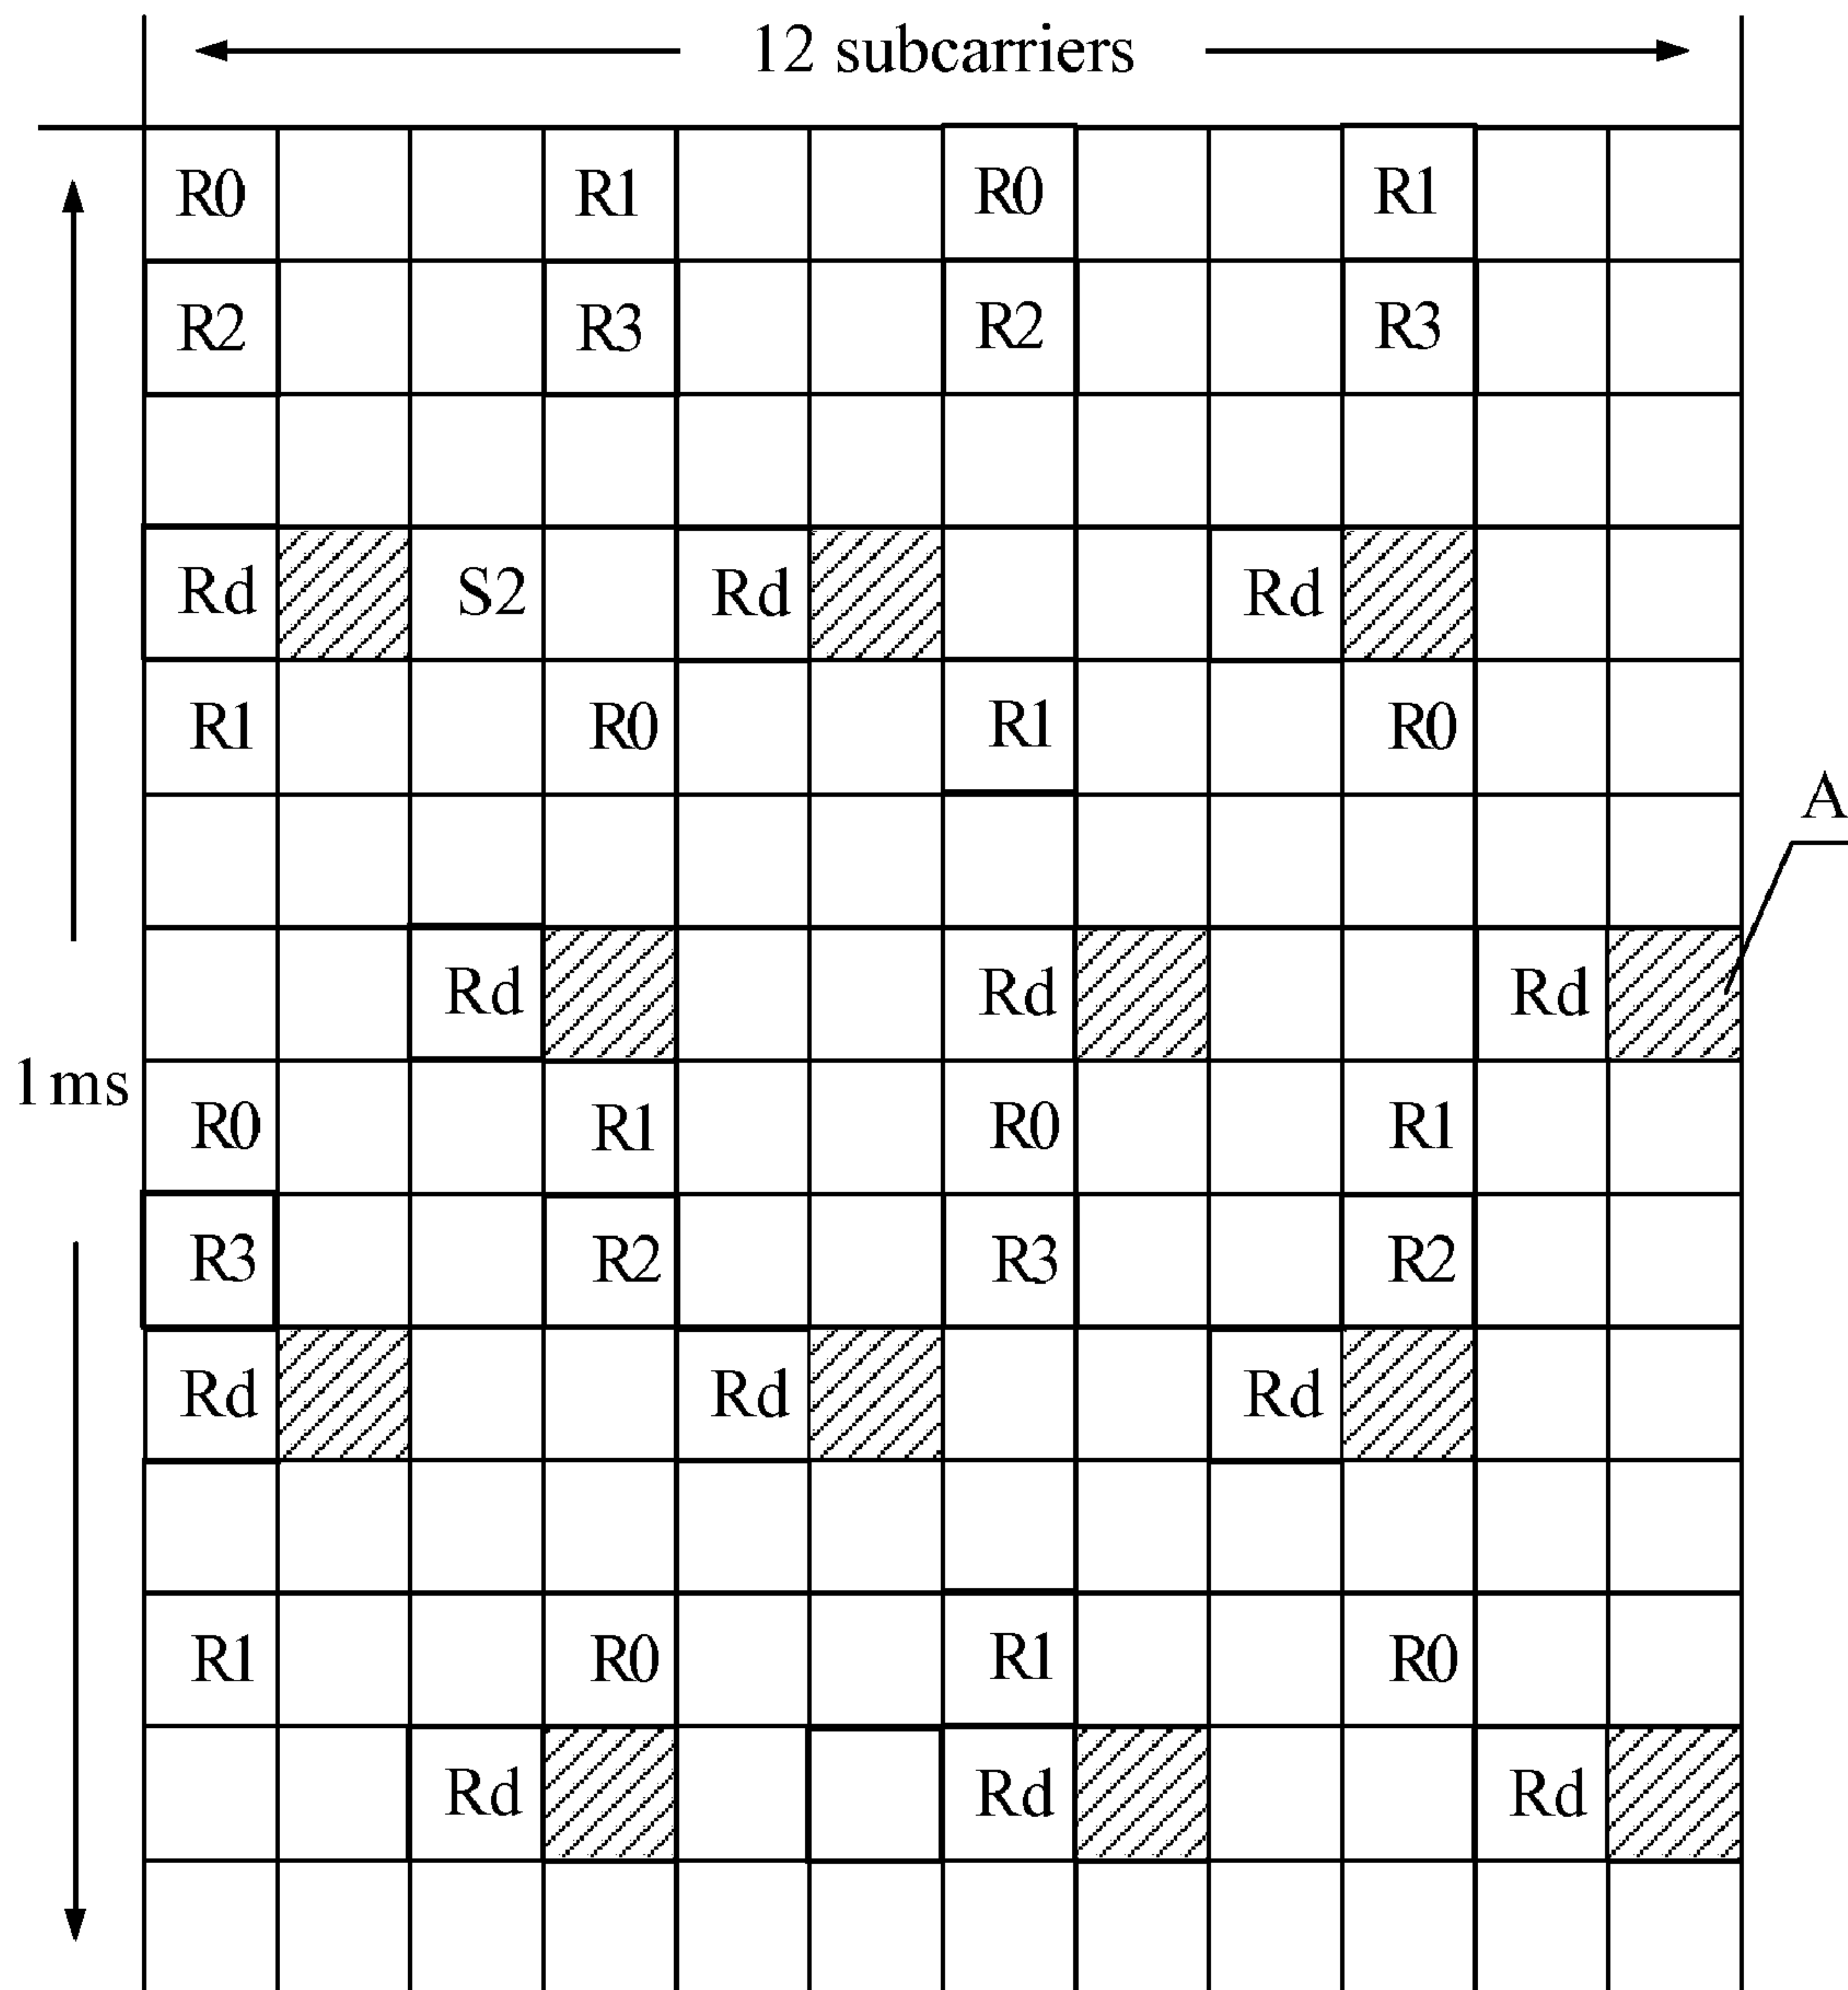 12 subcarriers
R0 R1 R0 R1
R2 R3 R2 R3
Rd S2 Rd Rd
R1 R0 R1 R0
A
Rd Rd Rd
1ms
R0 R1 R0 R1
R3 R2 R3 R2
Rd Rd Rd
R1 R0 R1 R0
Rd Rd Rd